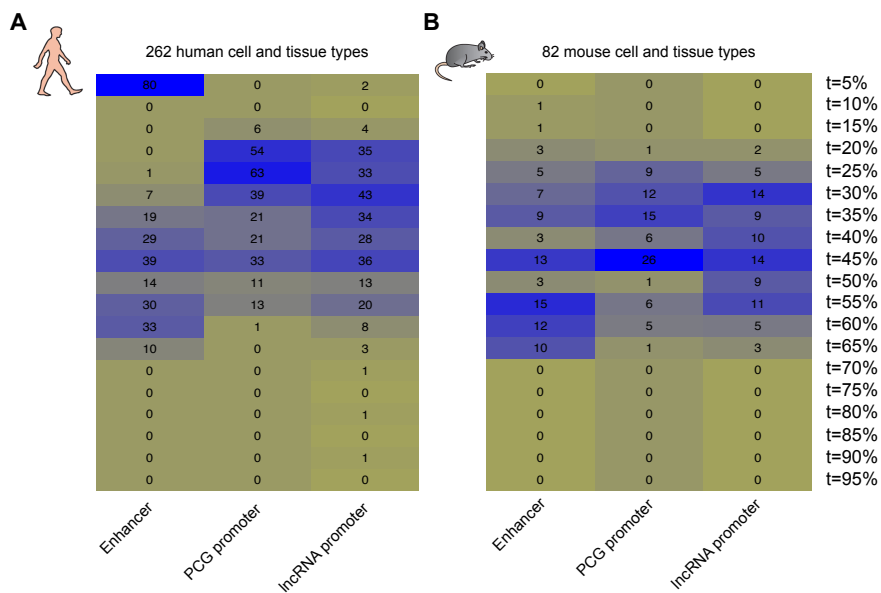 A
B
262 human cell and tissue types
82 mouse cell and tissue types
80 0 2 0 0 0 t=5%
0 0 0 1 0 0 t=10%
0 6 4 1 0 0 t=15%
0 54 35 3 1 2 t=20%
1 63 33 5 9 5 t=25%
7 39 43 7 12 14 t=30%
19 21 34 9 15 9 t=35%
29 21 28 3 6 10 t=40%
39 33 36 13 26 14 t=45%
14 11 13 3 1 9 t=50%
30 13 20 15 6 11 t=55%
33 1 8 12 5 5 t=60%
10 0 3 10 1 3 t=65%
0 0 1 0 0 0 t=70%
0 0 0 0 0 0 t=75%
0 0 1 0 0 0 t=80%
0 0 0 0 0 0 t=85%
0 0 1 0 0 0 t=90%
0 0 0 0 0 0 t=95%
Enhancer
PCG promoter
lncRNA promoter
Enhancer
PCG promoter
lncRNA promoter